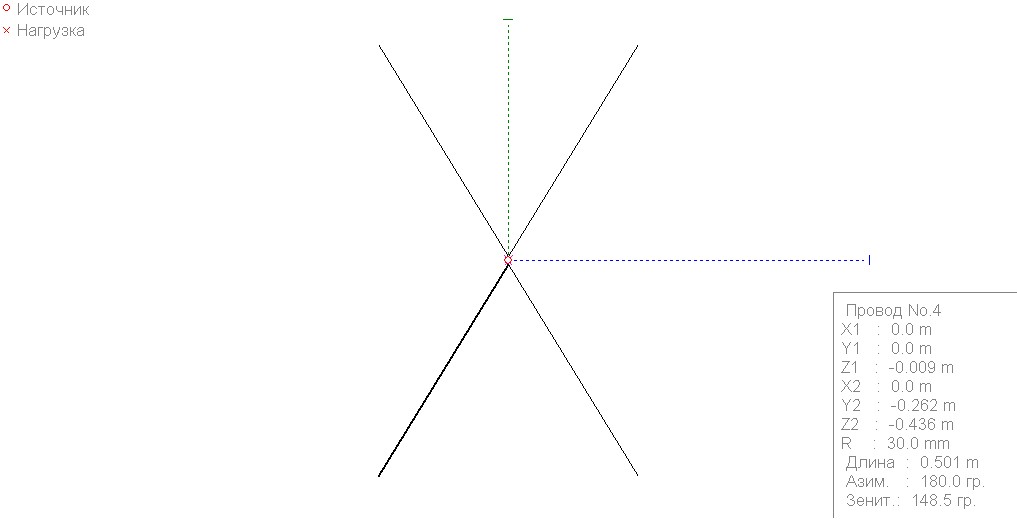 Источник
Нагрузка
Провод No.4
X1 : 0.0 m
Y1 : 0.0 m
Z1 : -0.009 m
X2 : 0.0 m
Y2 : -0.262 m
Z2 : -0.436 m
R : 30.0 mm
Длина : 0.501 m
Азим. : 180.0 гр.
Зенит.: 148.5 гр.